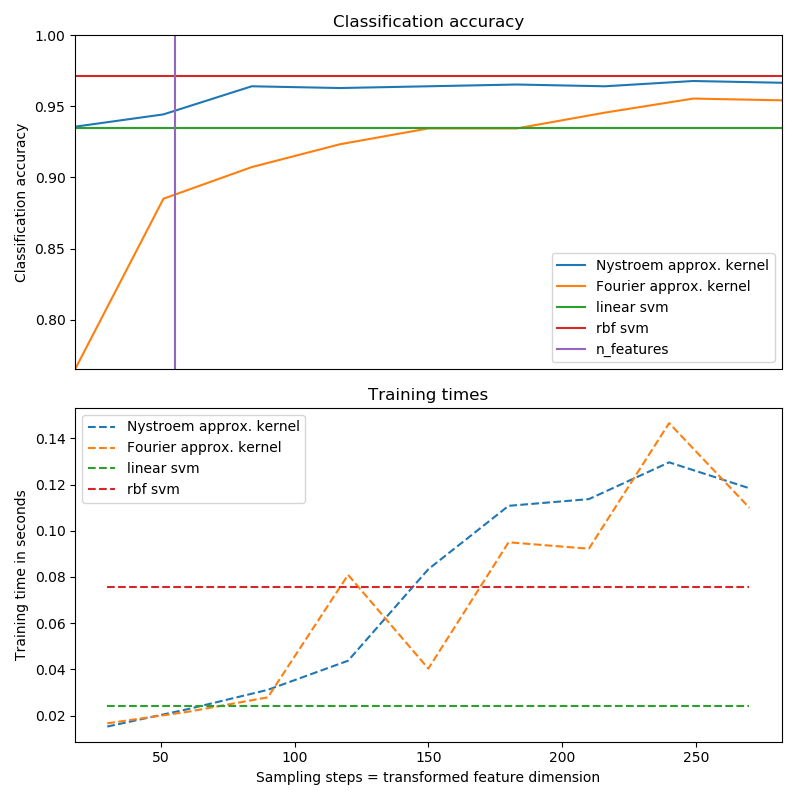 Classification accuracy
1.00
0.95
0.90
0.85
0.80
Classification accuracy
Nystroem approx. kernel
Fourier approx. kernel
linear svm
rbf svm
n_features
Training times
0.14
0.12
0.10
0.08
0.06
0.04
0.02
Training time in seconds
Nystroem approx. kernel
Fourier approx. kernel
linear svm
rbf svm
50
100
150
200
250
Sampling steps = transformed feature dimension